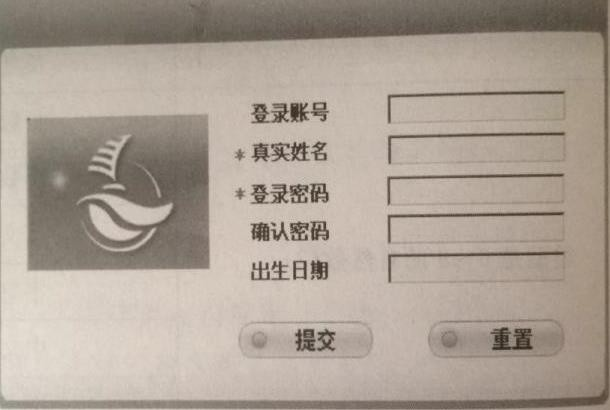 登录账号
* 真实姓名
* 登录密码
确认密码
出生日期
提交 重置